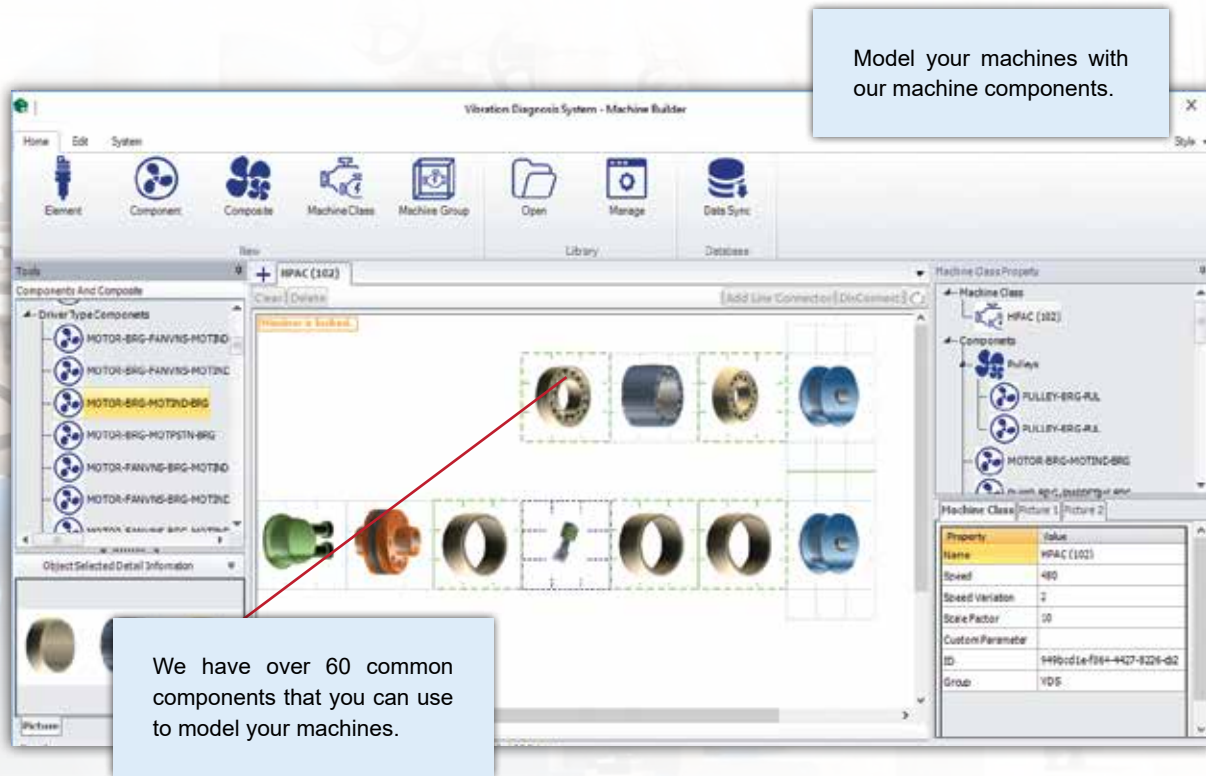 Model your machines with
our machine components.
Vibration Diagnosis System - Machine Builder
Home Edit System
Style
Element Component Composite Machine Class Machine Group Open Manage Data Sync
New Library Database
Tools
HPAC (102)
Machine Class Property
Components And Composite
Clear Delete
Add Line Connector DisConnect
Machine Class
Driver Type Components
HPAC (102)
MOTOR-BRG-FANVNS-MOTIND
Components
MOTOR-BRG-FANVNS-MOTINC
Pulleys
MOTOR-BRG-MOTIND-BRG
PULLEY-BRG-RJL
MOTOR-BRG-MOTPSTN-BRG
PULLEY-BRG-RJL
MOTOR-FANVNS-BRG-MOTIND
MOTOR-BRG-MOTIND-BRG
MOTOR-FANVNS-BRG-MOTINC
Machine Class Picture 1 Picture 2
Property Value
Object Selected Detail Information
Name HPAC (102)
Speed 480
Speed Variation 2
Scale Factor 10
Custom Parameter
ID
Group VDS
We have over 60 common
components that you can use
to model your machines.
Picture